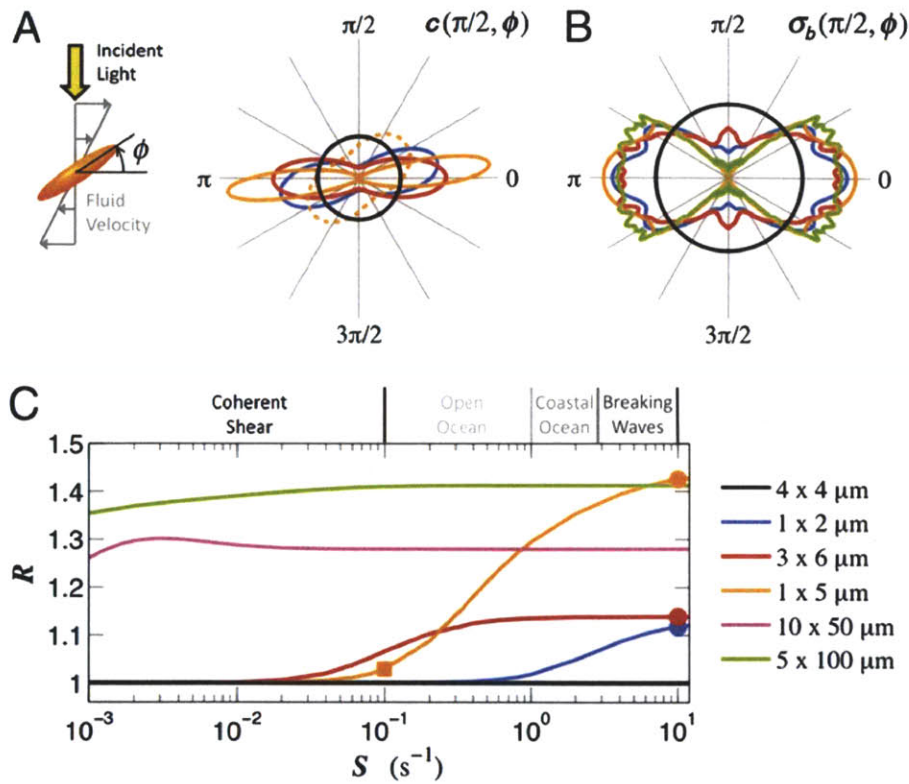 A
Incident
Light
ϕ
Fluid
Velocity
π/2
c(π/2, ϕ)
π
0
3π/2
B
π/2
σb(π/2, ϕ)
π
0
3π/2
C
Coherent
Shear
Open
Ocean
Coastal
Ocean
Breaking
Waves
1.5
1.4
1.3
1.2
1.1
1
R
10⁻³
10⁻²
10⁻¹
10⁰
10¹
S (s⁻¹)
4 x 4 μm
1 x 2 μm
3 x 6 μm
1 x 5 μm
10 x 50 μm
5 x 100 μm